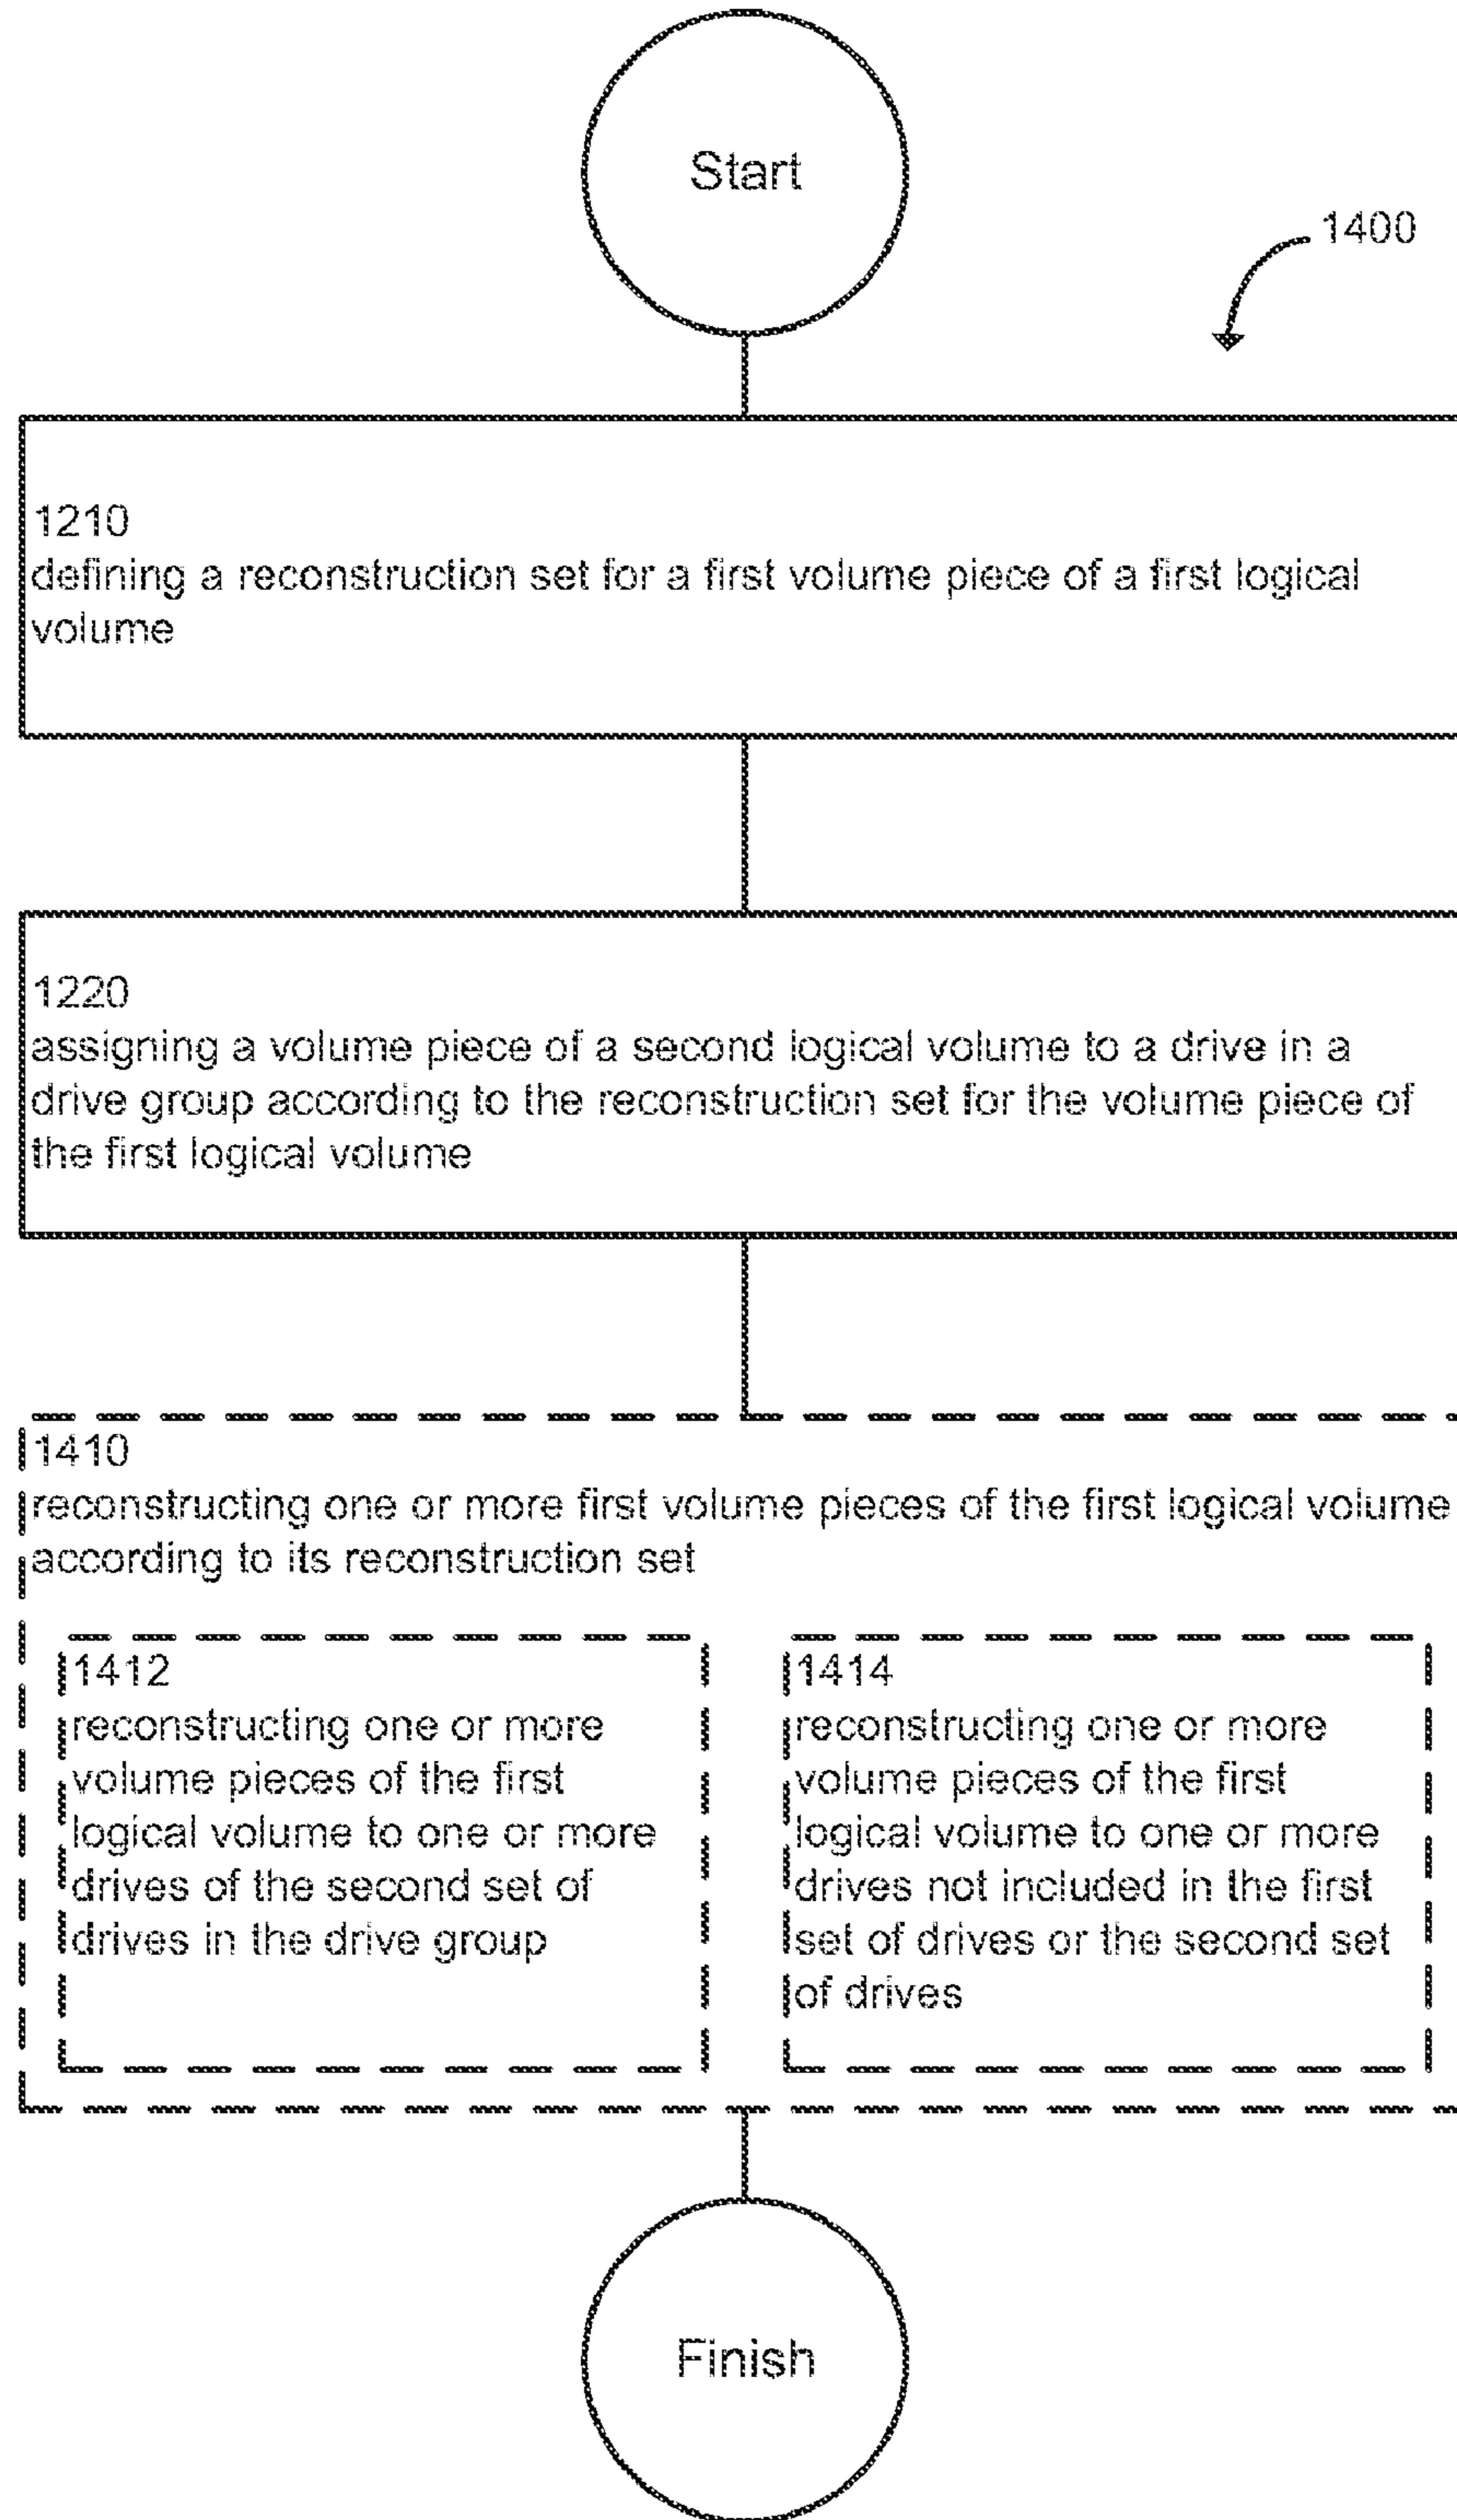 Start
1400
1210
defining a reconstruction set for a first volume piece of a first logical
volume
1220
assigning a volume piece of a second logical volume to a drive in a
drive group according to the reconstruction set for the volume piece of
the first logical volume
1410
reconstructing one or more first volume pieces of the first logical volume
according to its reconstruction set
1412
reconstructing one or more
volume pieces of the first
logical volume to one or more
drives of the second set of
drives in the drive group
1414
reconstructing one or more
volume pieces of the first
logical volume to one or more
drives not included in the first
set of drives or the second set
of drives
Finish